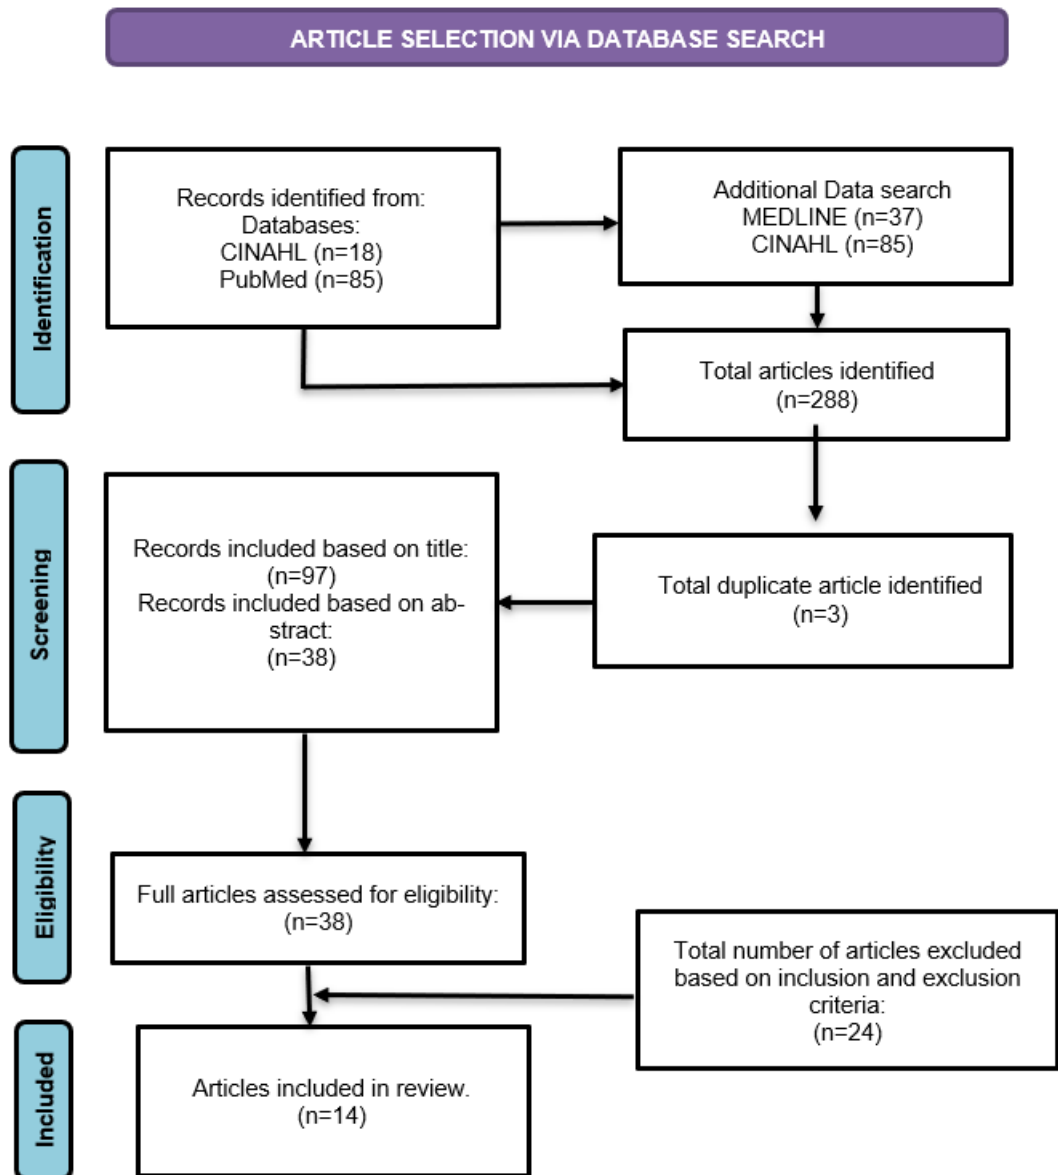 ARTICLE SELECTION VIA DATABASE SEARCH
Identification
Records identified from:
Databases:
CINAHL (n=18)
PubMed (n=85)
Additional Data search
MEDLINE (n=37)
CINAHL (n=85)
Total articles identified
(n=288)
Screening
Records included based on title:
(n=97)
Records included based on ab-
stract:
(n=38)
Total duplicate article identified
(n=3)
Eligibility
Full articles assessed for eligibility:
(n=38)
Total number of articles excluded
based on inclusion and exclusion
criteria:
(n=24)
Included
Articles included in review.
(n=14)